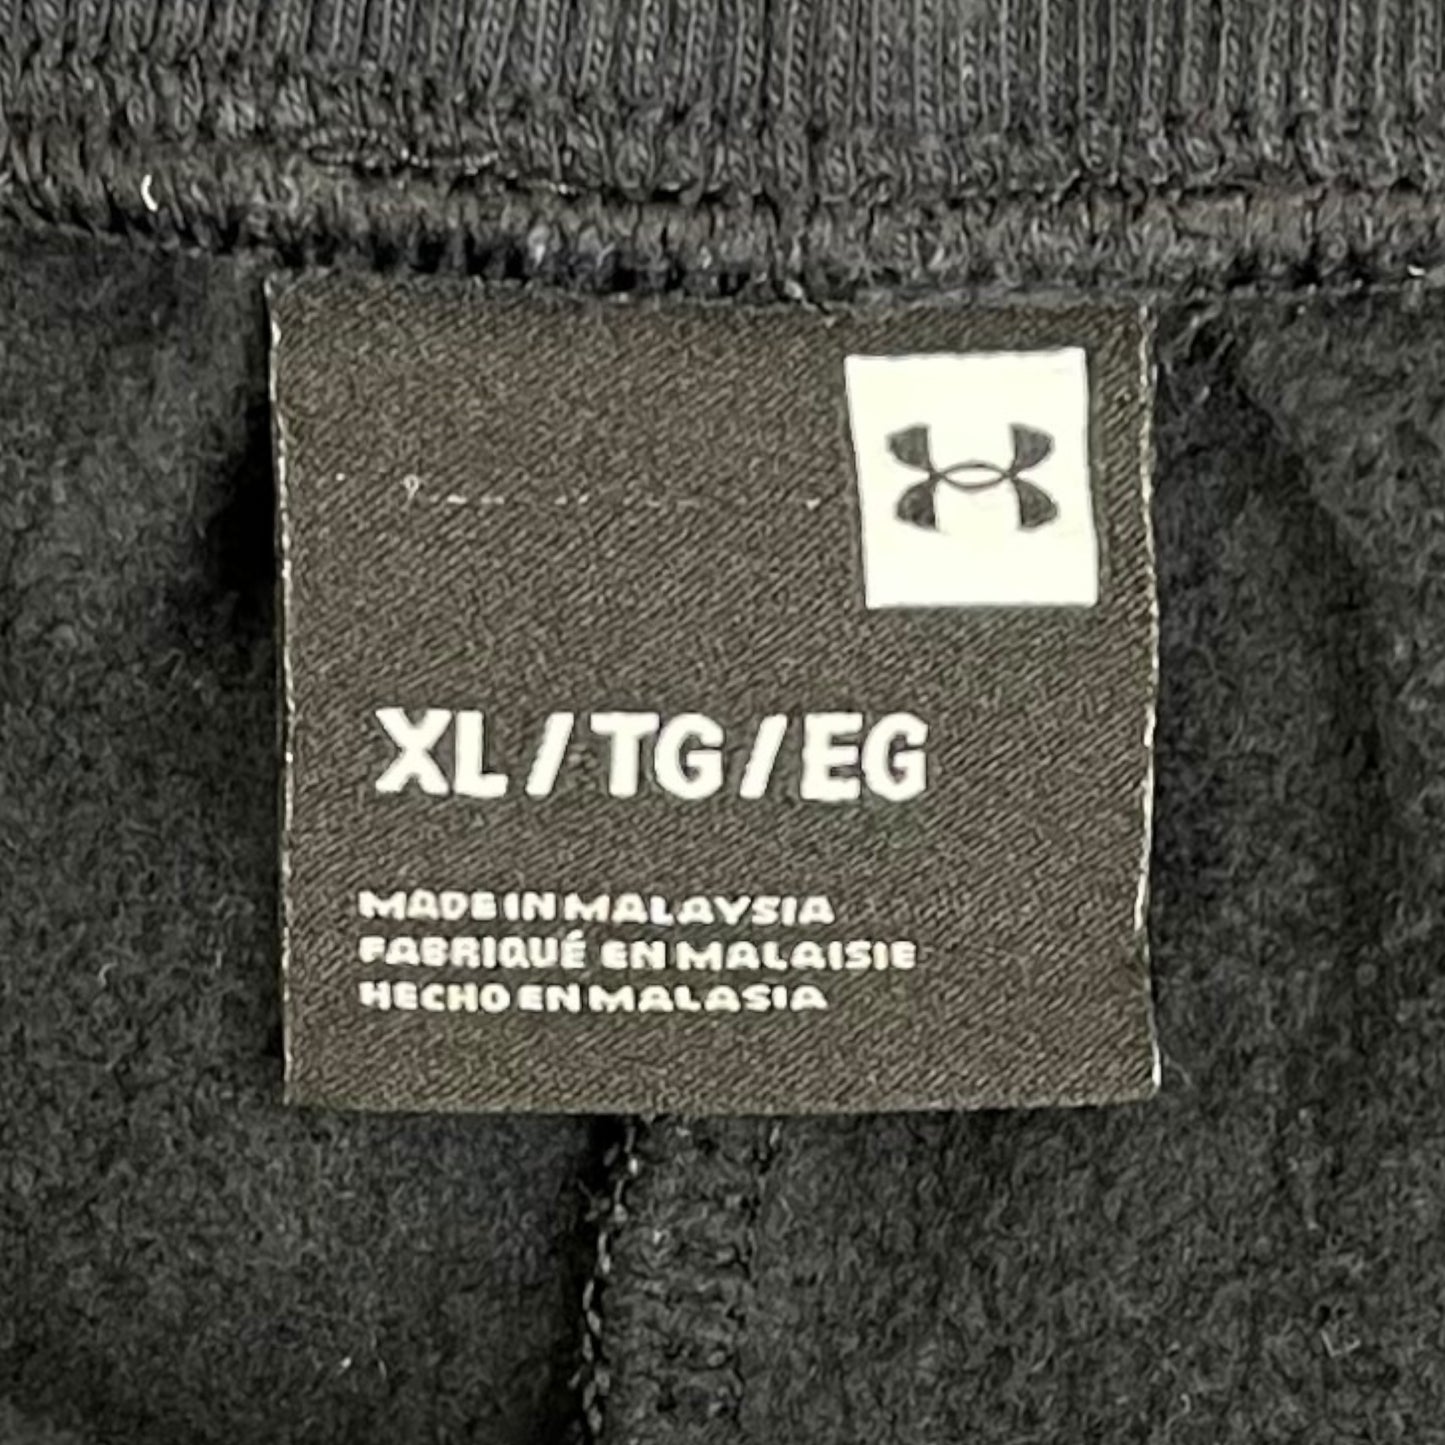 XL/TG/EG
MADE IN MALAYSIA
FABRIQUÉ EN MALAISIE
HECHO EN MALASIA